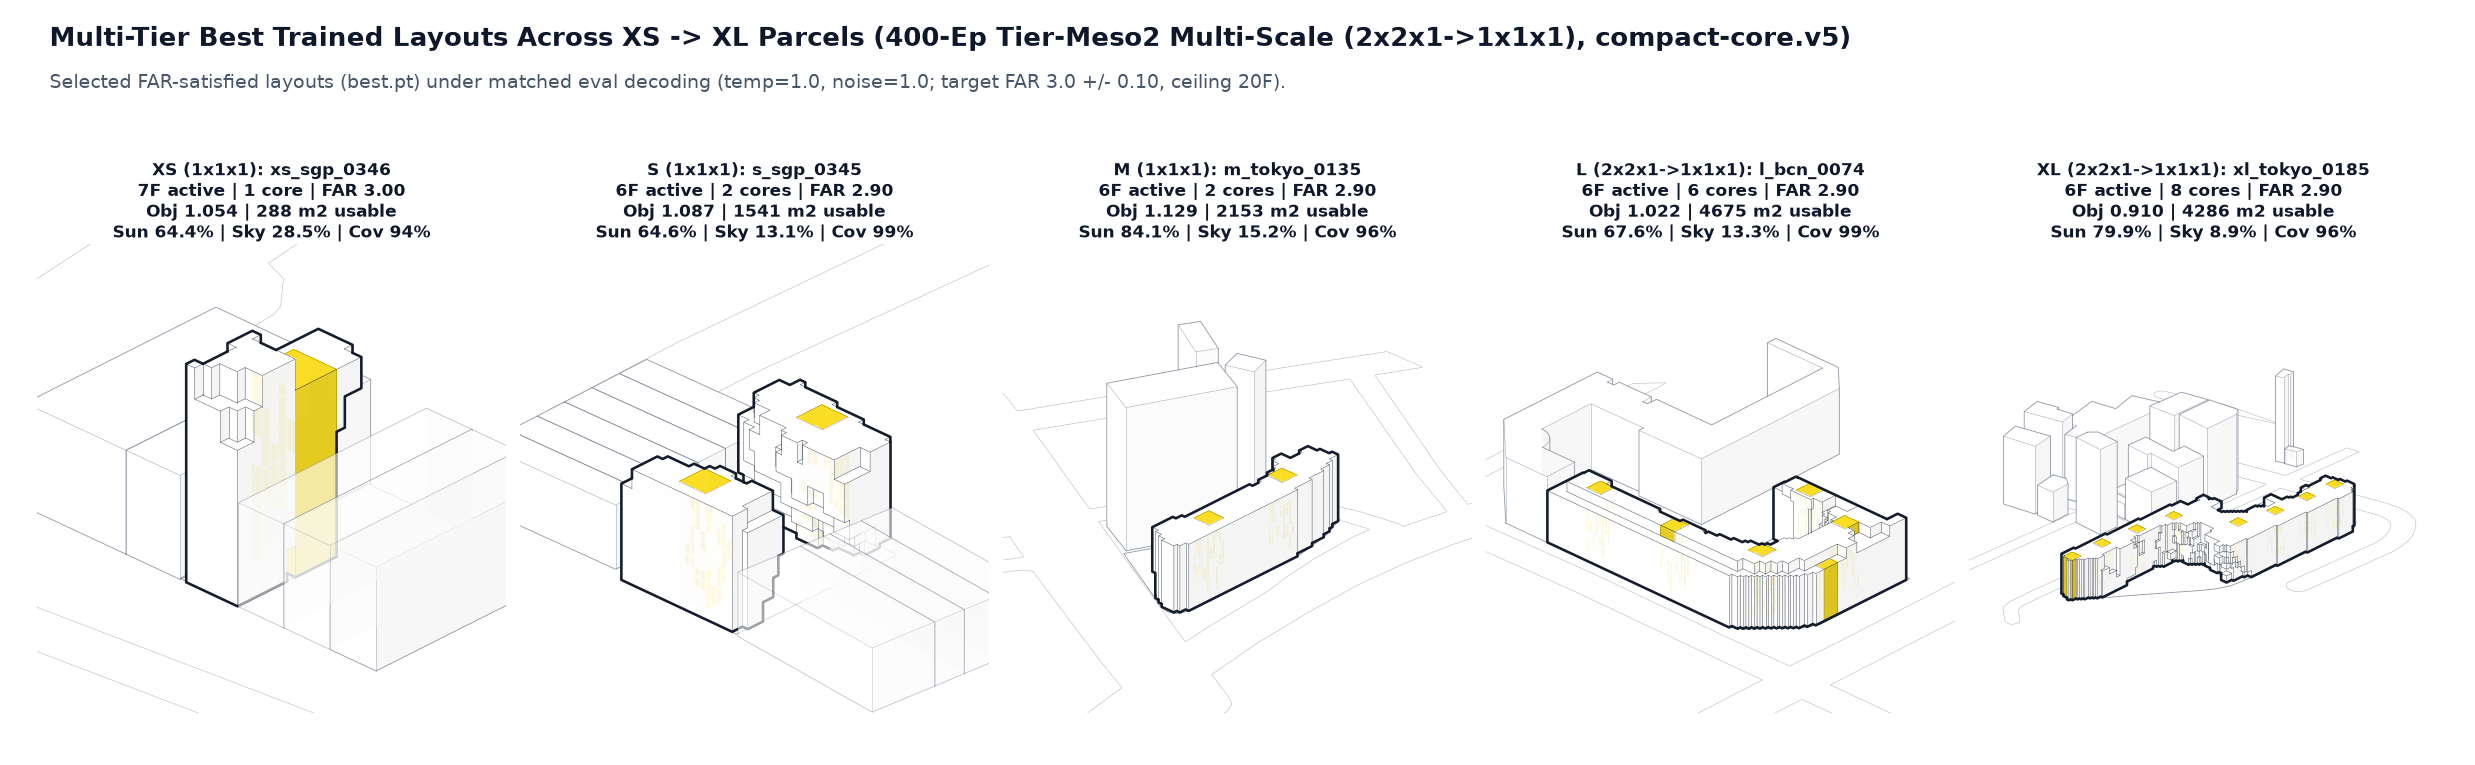 Multi-Tier Best Trained Layouts Across XS -> XL Parcels (400-Ep Tier-Meso2 Multi-Scale (2x2x1->1x1x1), compact-core.v5)
Selected FAR-satisfied layouts (best.pt) under matched eval decoding (temp=1.0, noise=1.0; target FAR 3.0 +/- 0.10, ceiling 20F).
XS (1x1x1): xs_sgp_0346
7F active | 1 core | FAR 3.00
Obj 1.054 | 288 m2 usable
Sun 64.4% | Sky 28.5% | Cov 94%
S (1x1x1): s_sgp_0345
6F active | 2 cores | FAR 2.90
Obj 1.087 | 1541 m2 usable
Sun 64.6% | Sky 13.1% | Cov 99%
M (1x1x1): m_tokyo_0135
6F active | 2 cores | FAR 2.90
Obj 1.129 | 2153 m2 usable
Sun 84.1% | Sky 15.2% | Cov 96%
L (2x2x1->1x1x1): l_bcn_0074
6F active | 6 cores | FAR 2.90
Obj 1.022 | 4675 m2 usable
Sun 67.6% | Sky 13.3% | Cov 99%
XL (2x2x1->1x1x1): xl_tokyo_0185
6F active | 8 cores | FAR 2.90
Obj 0.910 | 4286 m2 usable
Sun 79.9% | Sky 8.9% | Cov 96%